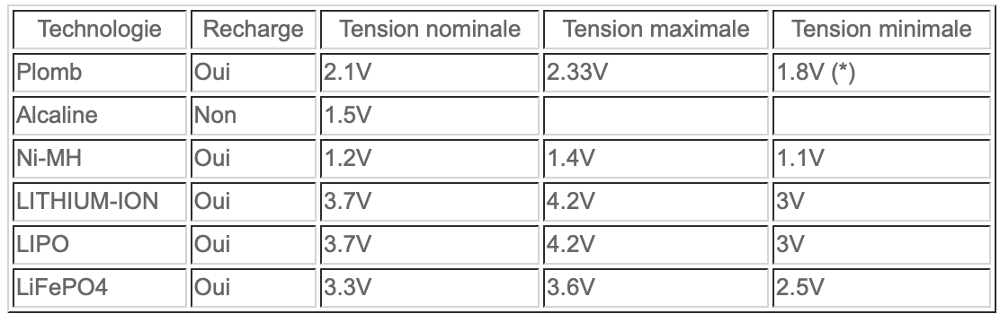 Technologie Recharge Tension nominale Tension maximale Tension minimale
Plomb Oui 2.1V 2.33V 1.8V (*)
Alcaline Non 1.5V
Ni-MH Oui 1.2V 1.4V 1.1V
LITHIUM-ION Oui 3.7V 4.2V 3V
LIPO Oui 3.7V 4.2V 3V
LiFePO4 Oui 3.3V 3.6V 2.5V